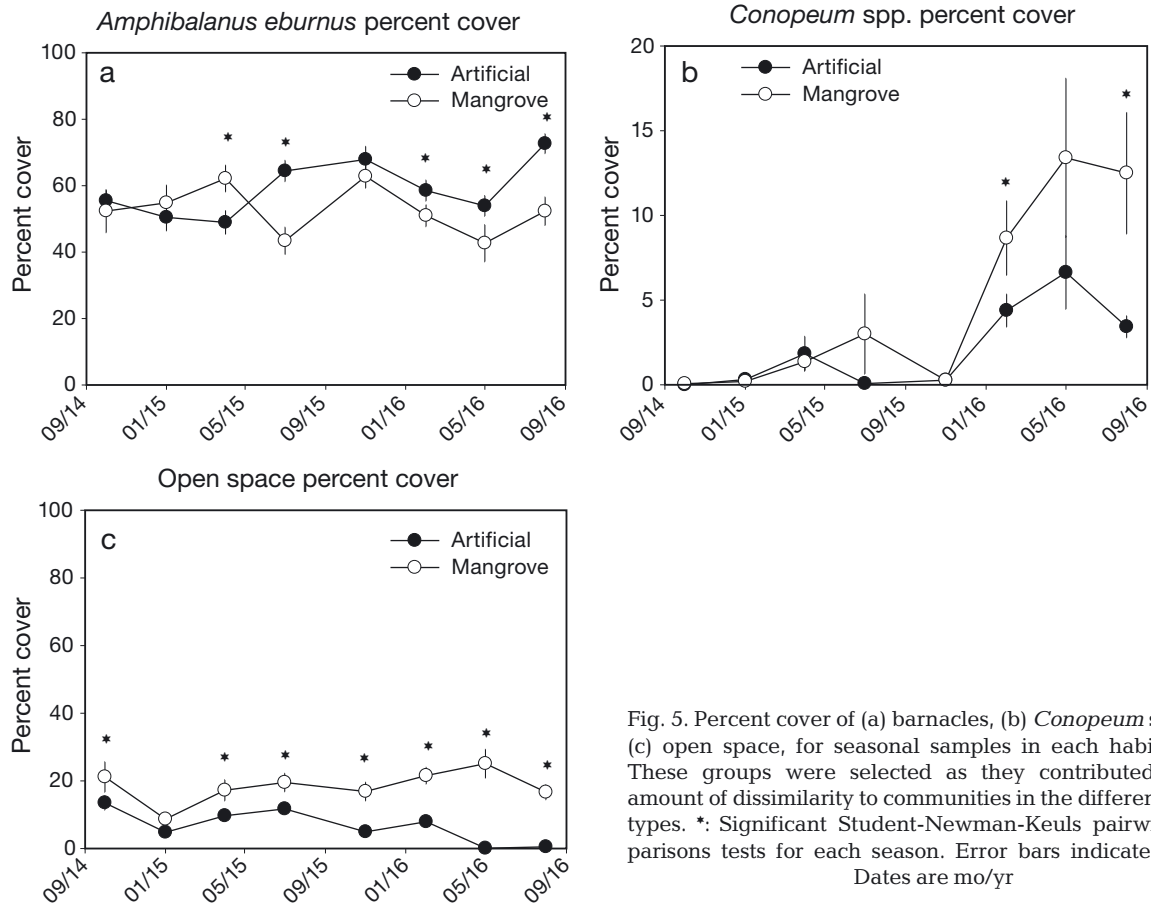 Amphibalanus eburnus percent cover
a
Artificial
Mangrove
Percent cover
100
80
60
40
20
0
09/14
01/15
05/15
09/15
01/16
05/16
09/16
Conopeum spp. percent cover
b
Artificial
Mangrove
Percent cover
20
15
10
5
0
09/14
01/15
05/15
09/15
01/16
05/16
09/16
Open space percent cover
c
Artificial
Mangrove
Percent cover
100
80
60
40
20
0
09/14
01/15
05/15
09/15
01/16
05/16
09/16
Fig. 5. Percent cover of (a) barnacles, (b) Conopeum s
(c) open space, for seasonal samples in each habi
These groups were selected as they contributed
amount of dissimilarity to communities in the differen
types. *: Significant Student-Newman-Keuls pairw
parisons tests for each season. Error bars indicate
Dates are mo/yr